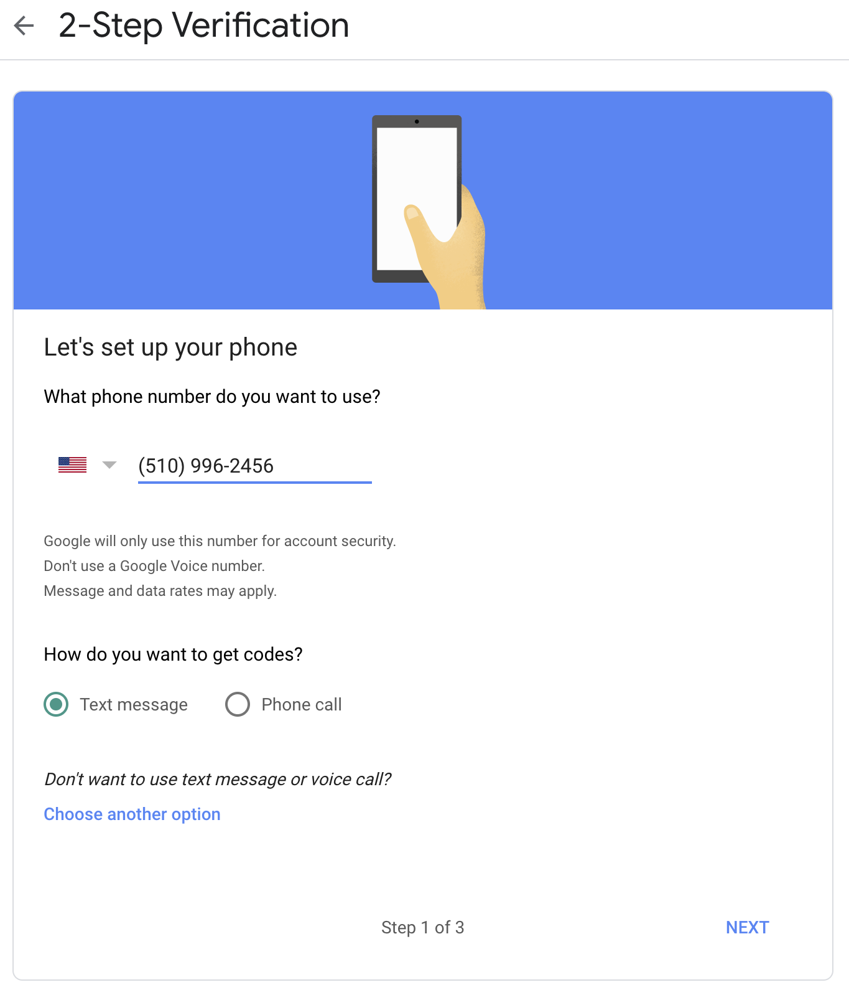 2-Step Verification
Let's set up your phone
What phone number do you want to use?
(510) 996-2456
Google will only use this number for account security.
Don't use a Google Voice number.
Message and data rates may apply.
How do you want to get codes?
Text message Phone call
Don't want to use text message or voice call?
Choose another option
Step 1 of 3 NEXT